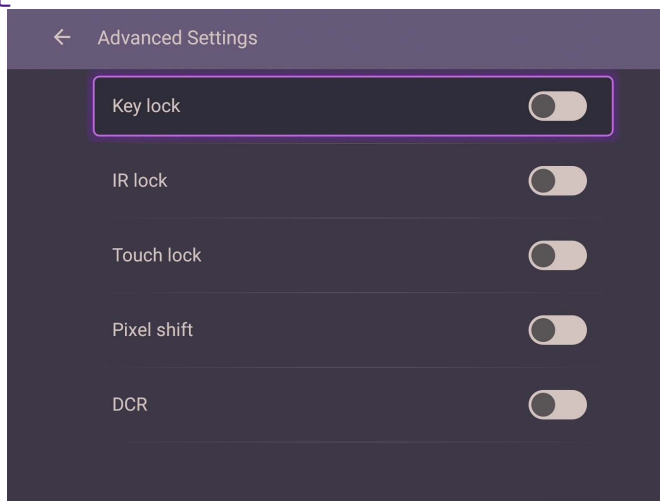 Advanced Settings
Key lock
IR lock
Touch lock
Pixel shift
DCR